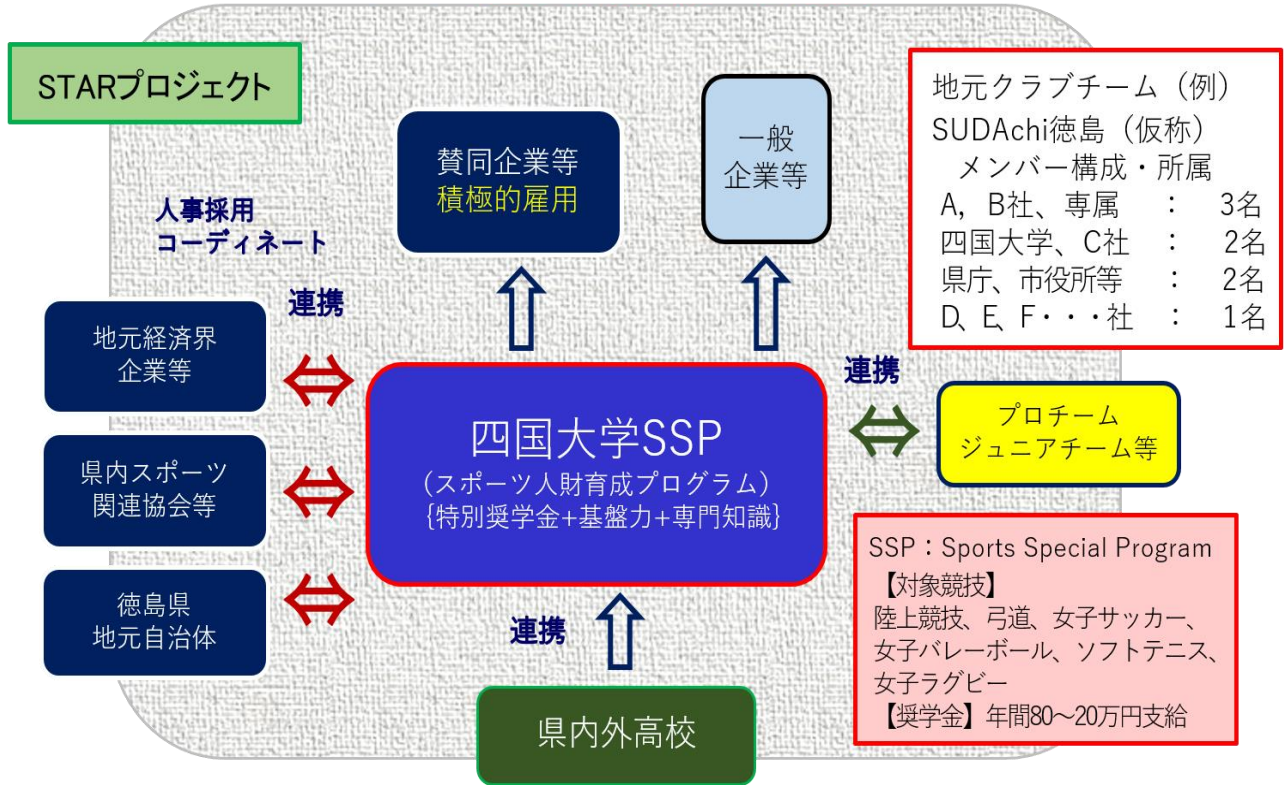 STARプロジェクト
賛同企業等
積極的雇用
一般
企業等
地元クラブチーム（例）
SUDAchi徳島（仮称）
メンバー構成・所属
A, B社、専属 ： 3名
四国大学、C社 ： 2名
県庁、市役所等 ： 2名
D、E、F・・・社 ： 1名
人事採用
コーディネート
連携
地元経済界
企業等
県内スポーツ
関連協会等
徳島県
地元自治体
四国大学SSP
（スポーツ人財育成プログラム）
{特別奨学金+基盤力+専門知識}
連携
プロチーム
ジュニアチーム等
SSP：Sports Special Program
【対象競技】
陸上競技、弓道、女子サッカー、
女子バレーボール、ソフトテニス、
女子ラグビー
【奨学金】年間80～20万円支給
連携
県内外高校